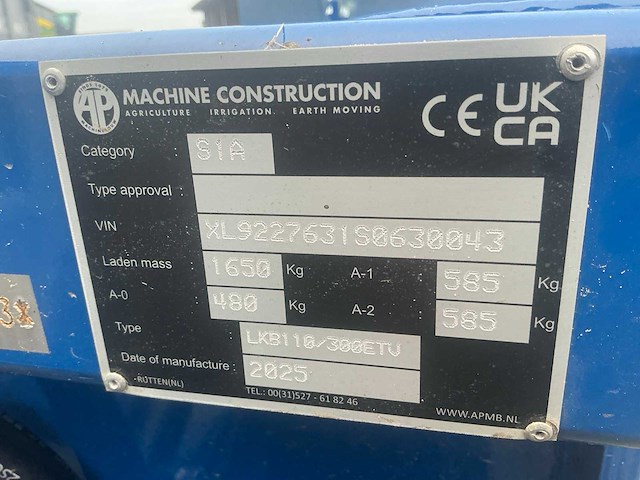 AP MACHINE CONSTRUCTION
AGRICULTURE IRRIGATION EARTH MOVING
CE UK CA
Category S1A
Type approval
VIN XL9227631S0630043
Laden mass 1650 Kg A-1 585 Kg
A-0 480 Kg A-2 585 Kg
Type LKB110/300ETV
Date of manufacture : 2025
-RUTTEN(NL) TEL.: 00(31)527 - 61 82 46 WWW.APMB.NL